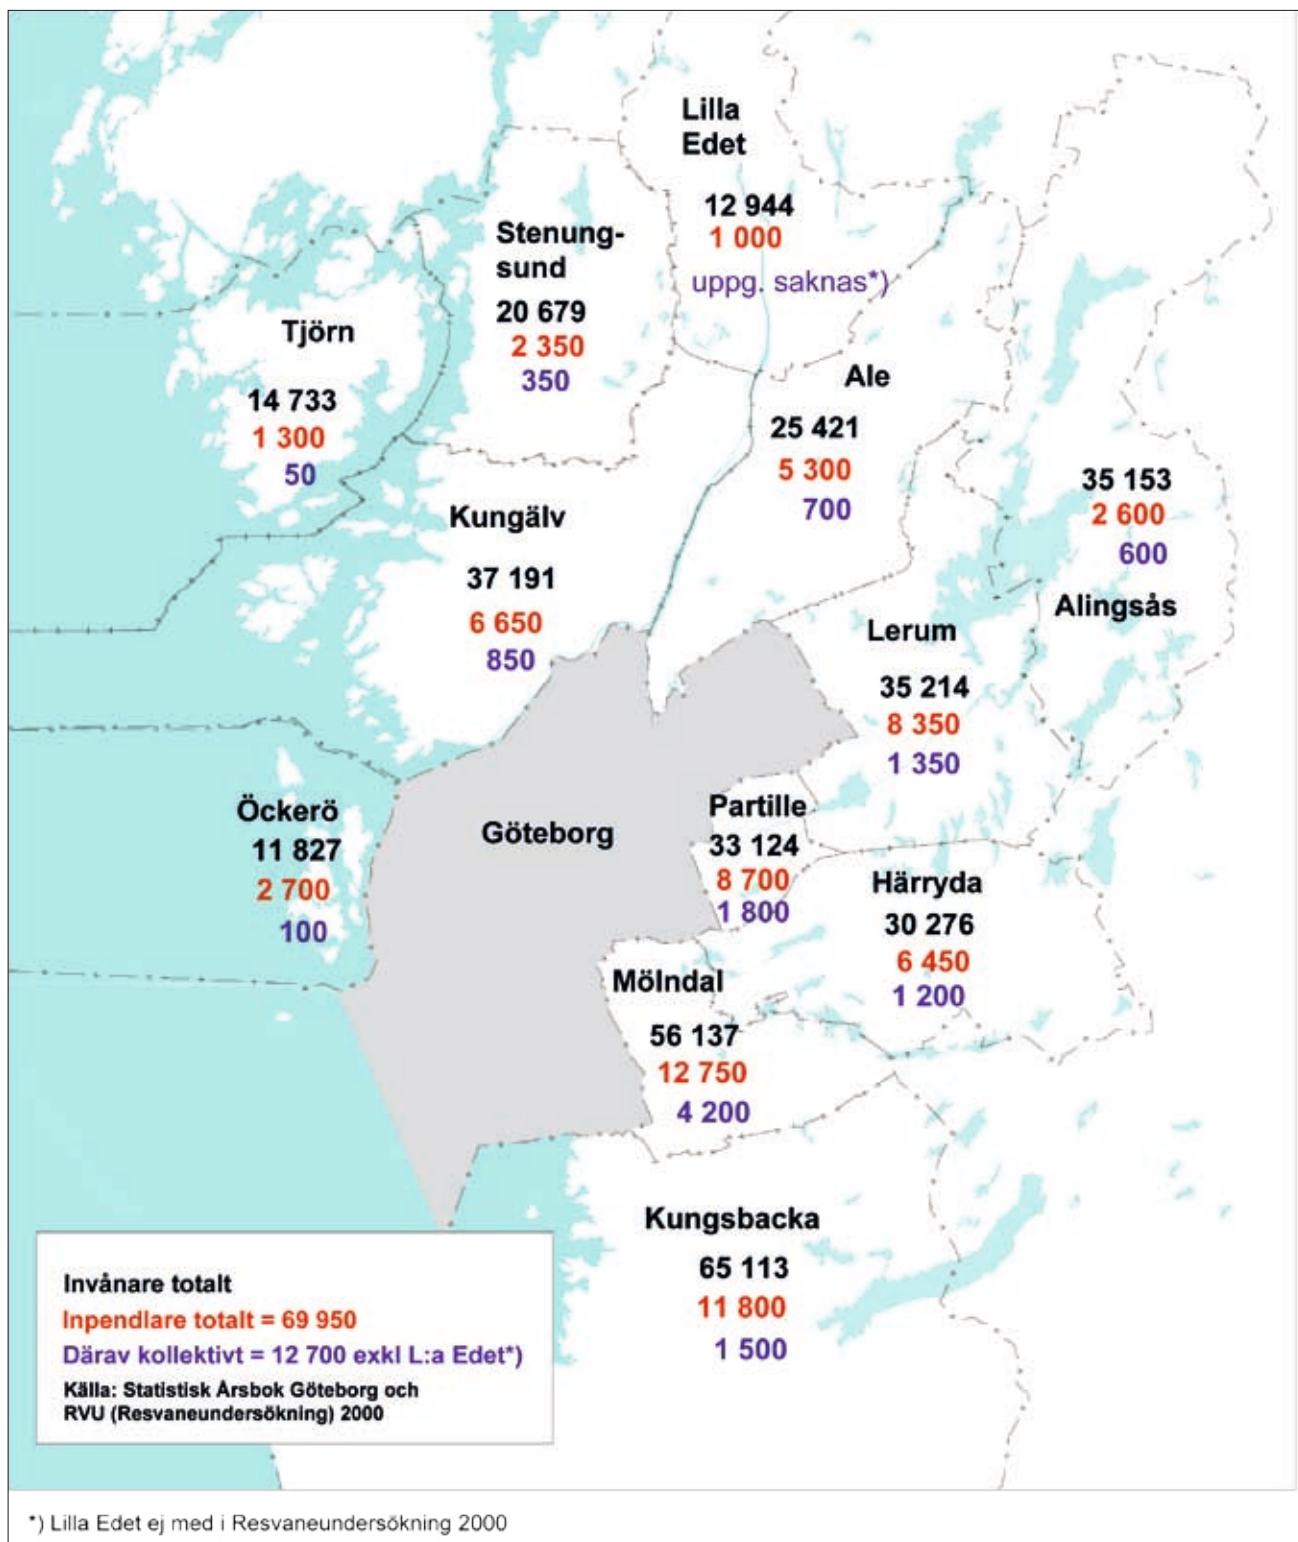 Lilla
Edet
12 944
1 000
uppg. saknas*)
Stenung-
sund
20 679
2 350
350
Tjörn
14 733
1 300
50
Ale
25 421
5 300
700
35 153
2 600
600
Alingsås
Kungälv
37 191
6 650
850
Lerum
35 214
8 350
1 350
Öckerö
11 827
2 700
100
Göteborg
Partille
33 124
8 700
1 800
Härryda
30 276
6 450
1 200
Mölndal
56 137
12 750
4 200
Kungsbacka
65 113
11 800
1 500
Invånare totalt
Inpendlare totalt = 69 950
Därav kollektivt = 12 700 exkl L:a Edet*)
Källa: Statistisk Årsbok Göteborg och
RVU (Resvaneundersökning) 2000
*) Lilla Edet ej med i Resvaneundersökning 2000